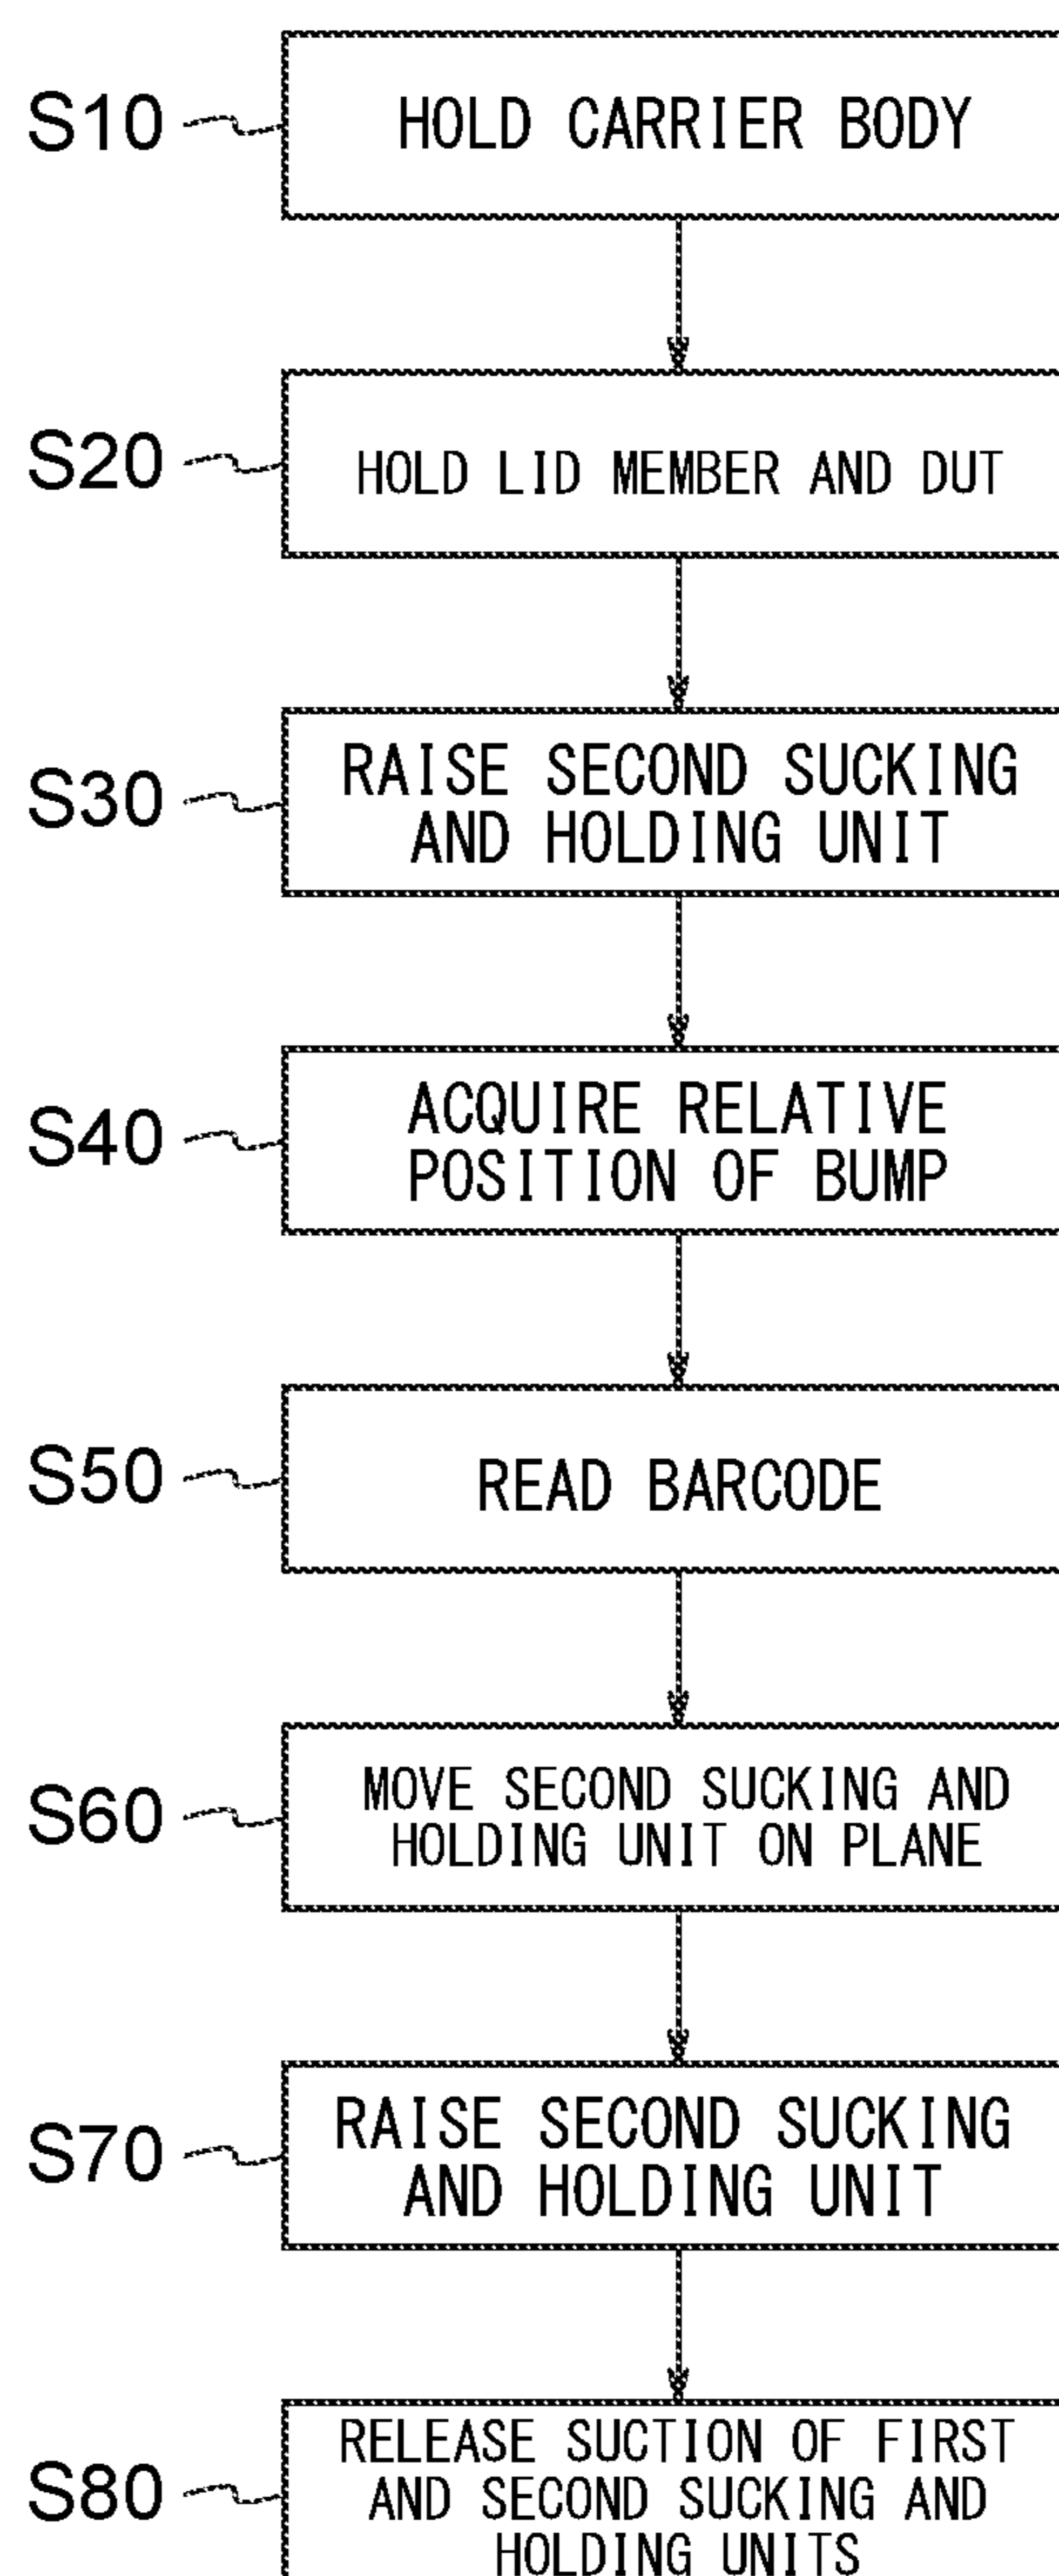 S10
HOLD CARRIER BODY
S20
HOLD LID MEMBER AND DUT
S30
RAISE SECOND SUCKING
AND HOLDING UNIT
S40
ACQUIRE RELATIVE
POSITION OF BUMP
S50
READ BARCODE
S60
MOVE SECOND SUCKING AND
HOLDING UNIT ON PLANE
S70
RAISE SECOND SUCKING
AND HOLDING UNIT
S80
RELEASE SUCTION OF FIRST
AND SECOND SUCKING AND
HOLDING UNITS